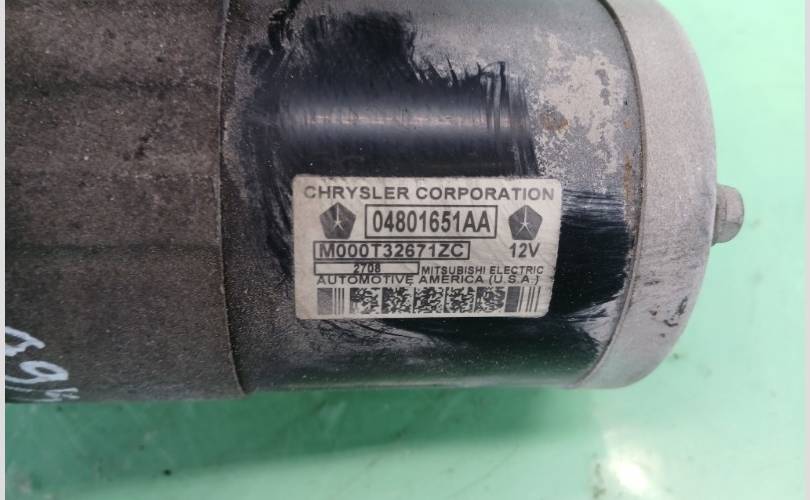 CHRYSLER CORPORATION
04801651AA
M000T32671ZC 12V
2708 MITSUBISHI ELECTRIC
AUTOMOTIVE AMERICA (U.S.A.)